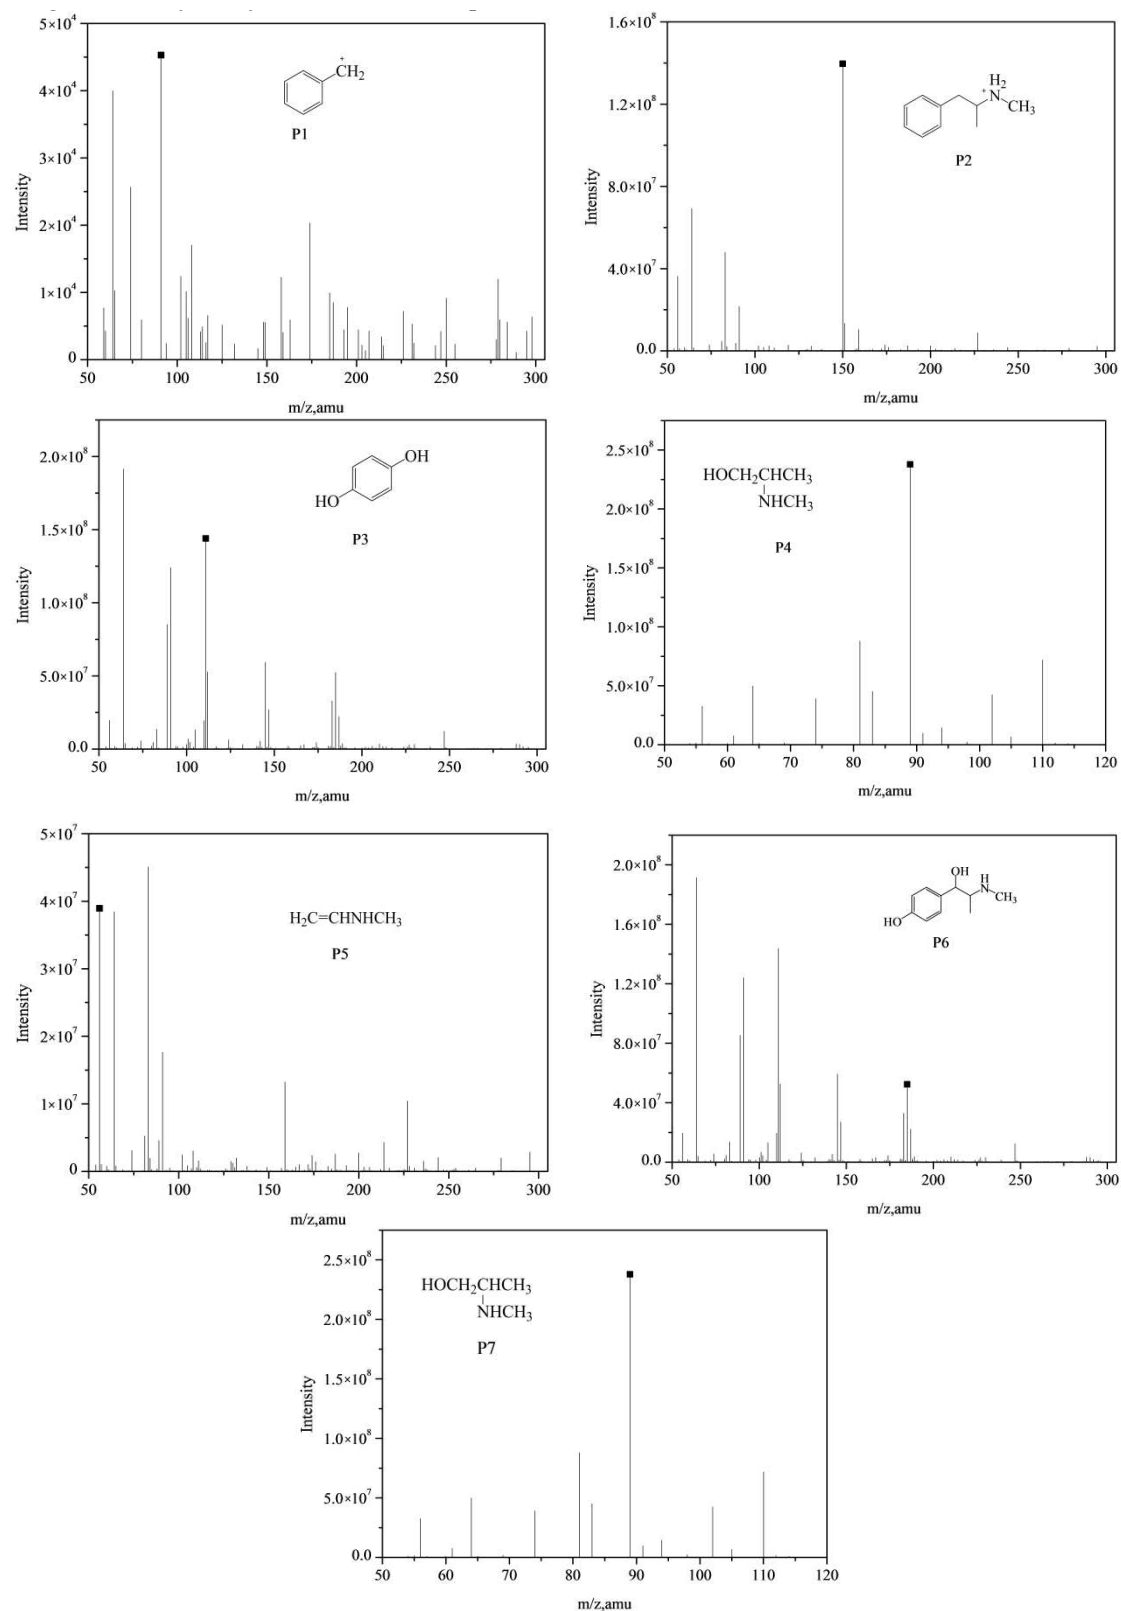 5×10⁴
4×10⁴
3×10⁴
2×10⁴
1×10⁴
0
Intensity
CH₂
+
P1
50 100 150 200 250 300
m/z,amu
1.6×10⁸
1.2×10⁸
8.0×10⁷
4.0×10⁷
0.0
Intensity
H₂
+N
CH₃
P2
50 100 150 200 250 300
m/z,amu
2.0×10⁸
1.5×10⁸
1.0×10⁸
5.0×10⁷
0.0
Intensity
OH
HO
P3
50 100 150 200 250 300
m/z,amu
2.5×10⁸
2.0×10⁸
1.5×10⁸
1.0×10⁸
5.0×10⁷
0.0
Intensity
HOCH₂CHCH₃
NHCH₃
P4
50 60 70 80 90 100 110 120
m/z,amu
5×10⁷
4×10⁷
3×10⁷
2×10⁷
1×10⁷
0
Intensity
H₂C=CHNHCH₃
P5
50 100 150 200 250 300
m/z,amu
2.0×10⁸
1.6×10⁸
1.2×10⁸
8.0×10⁷
4.0×10⁷
0.0
Intensity
OH
H
N
CH₃
HO
P6
50 100 150 200 250 300
m/z,amu
2.5×10⁸
2.0×10⁸
1.5×10⁸
1.0×10⁸
5.0×10⁷
0.0
Intensity
HOCH₂CHCH₃
NHCH₃
P7
50 60 70 80 90 100 110 120
m/z,amu